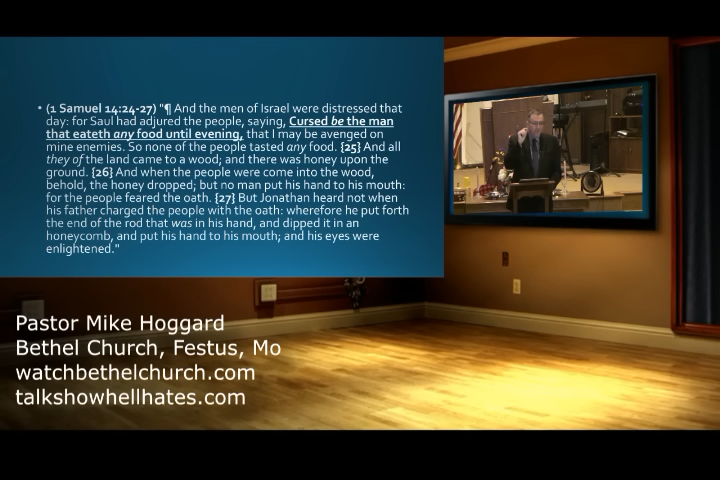 • (1 Samuel 14:24-27) "¶ And the men of Israel were distressed that
day: for Saul had adjured the people, saying, Cursed be the man
that eateth any food until evening, that I may be avenged on
mine enemies. So none of the people tasted any food. {25} And all
they of the land came to a wood; and there was honey upon the
ground. {26} And when the people were come into the wood,
behold, the honey dropped; but no man put his hand to his mouth:
for the people feared the oath. {27} But Jonathan heard not when
his father charged the people with the oath: wherefore he put forth
the end of the rod that was in his hand, and dipped it in an
honeycomb, and put his hand to his mouth; and his eyes were
enlightened."
Pastor Mike Hoggard
Bethel Church, Festus, Mo
watchbethelchurch.com
talkshowhellhates.com